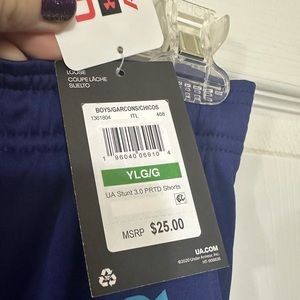 LOOSE
COUPE LÂCHE
SUELTO
BOYS/GARCONS/CHICOS
1361804 1TL 408
YLG/G
UA Stunt 3.0 PRTD Shorts
MSRP $25.00
UA.COM